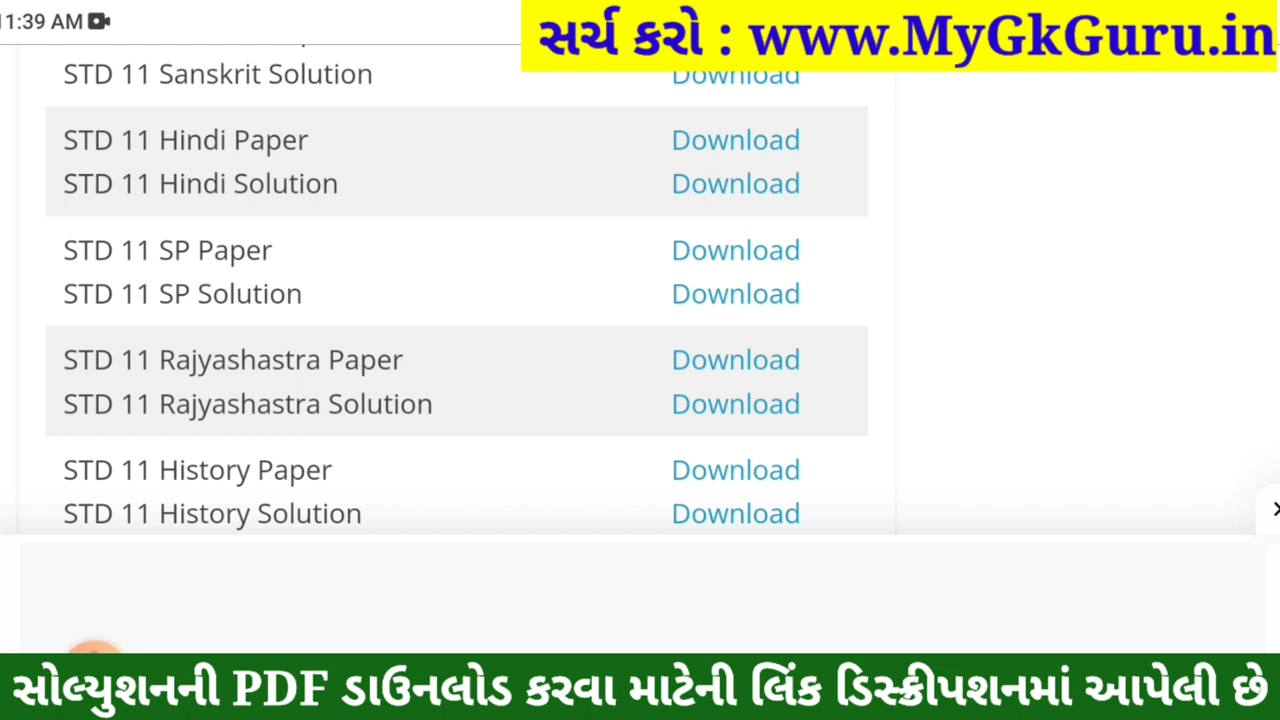 11:39 AM
સર્ચ કરો : www.MyGkGuru.in
STD 11 Sanskrit Solution Download
STD 11 Hindi Paper Download
STD 11 Hindi Solution Download
STD 11 SP Paper Download
STD 11 SP Solution Download
STD 11 Rajyashastra Paper Download
STD 11 Rajyashastra Solution Download
STD 11 History Paper Download
STD 11 History Solution Download
સોલ્યુશનની PDF ડાઉનલોડ કરવા માટેની લિંક ડિસ્ક્રીપશનમાં આપેલી છે